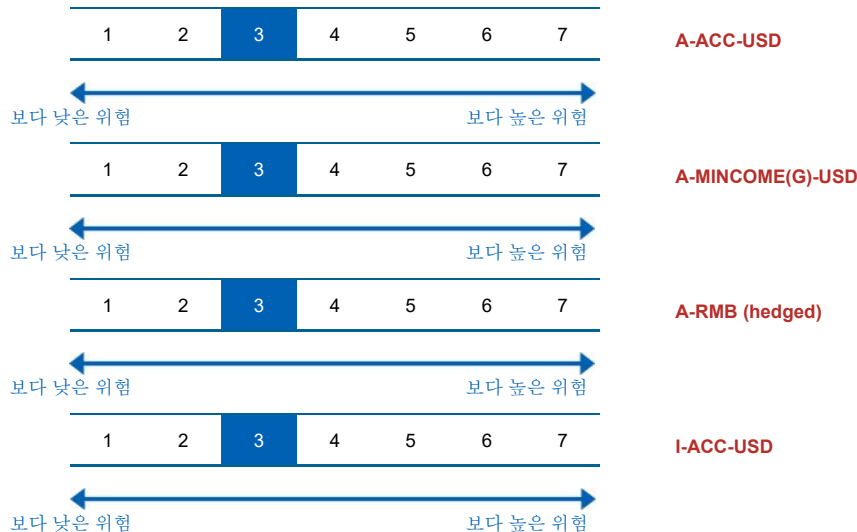 1 2 3 4 5 6 7 A-ACC-USD
보다 낮은 위험 보다 높은 위험
1 2 3 4 5 6 7 A-MINCOME(G)-USD
보다 낮은 위험 보다 높은 위험
1 2 3 4 5 6 7 A-RMB (hedged)
보다 낮은 위험 보다 높은 위험
1 2 3 4 5 6 7 I-ACC-USD
보다 낮은 위험 보다 높은 위험